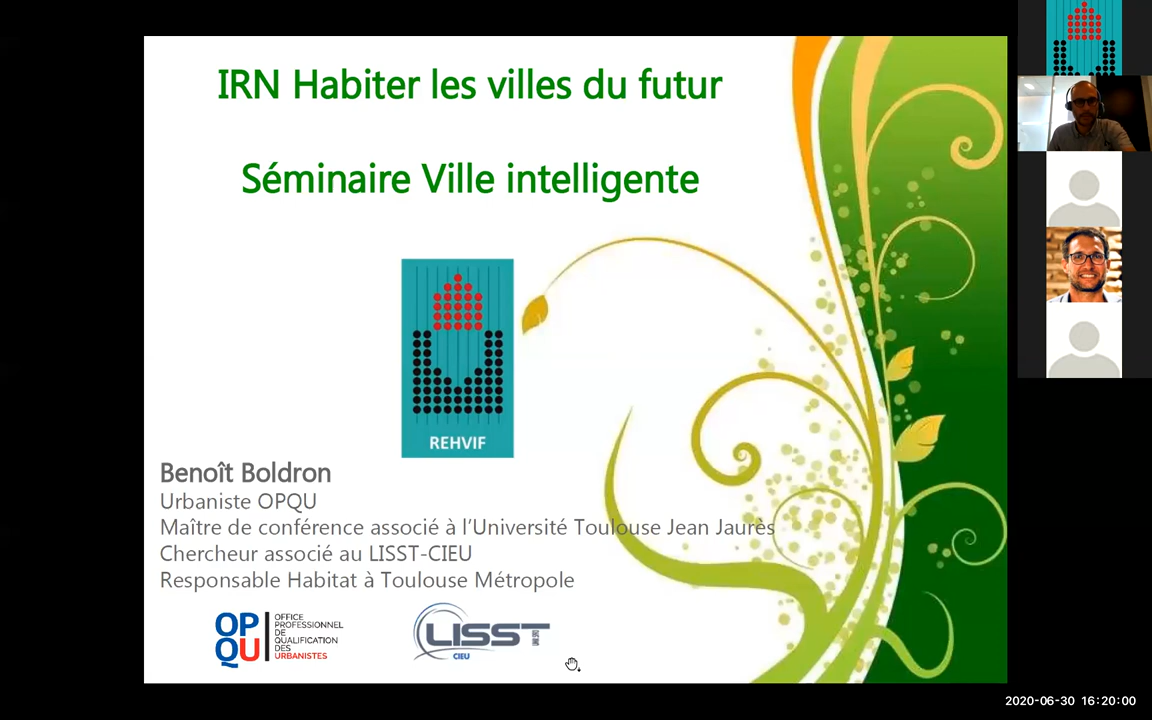 IRN Habiter les villes du futur
Séminaire Ville intelligente
REHVIF
Benoît Boldron
Urbaniste OPQU
Maître de conférence associé à l'Université Toulouse Jean Jaurès
Chercheur associé au LISST-CIEU
Responsable Habitat à Toulouse Métropole
OP
QU
OFFICE
PROFESSIONNEL
DE
QUALIFICATION
DES
URBANISTES
LISST
CIEU
2020-06-30 16:20:00